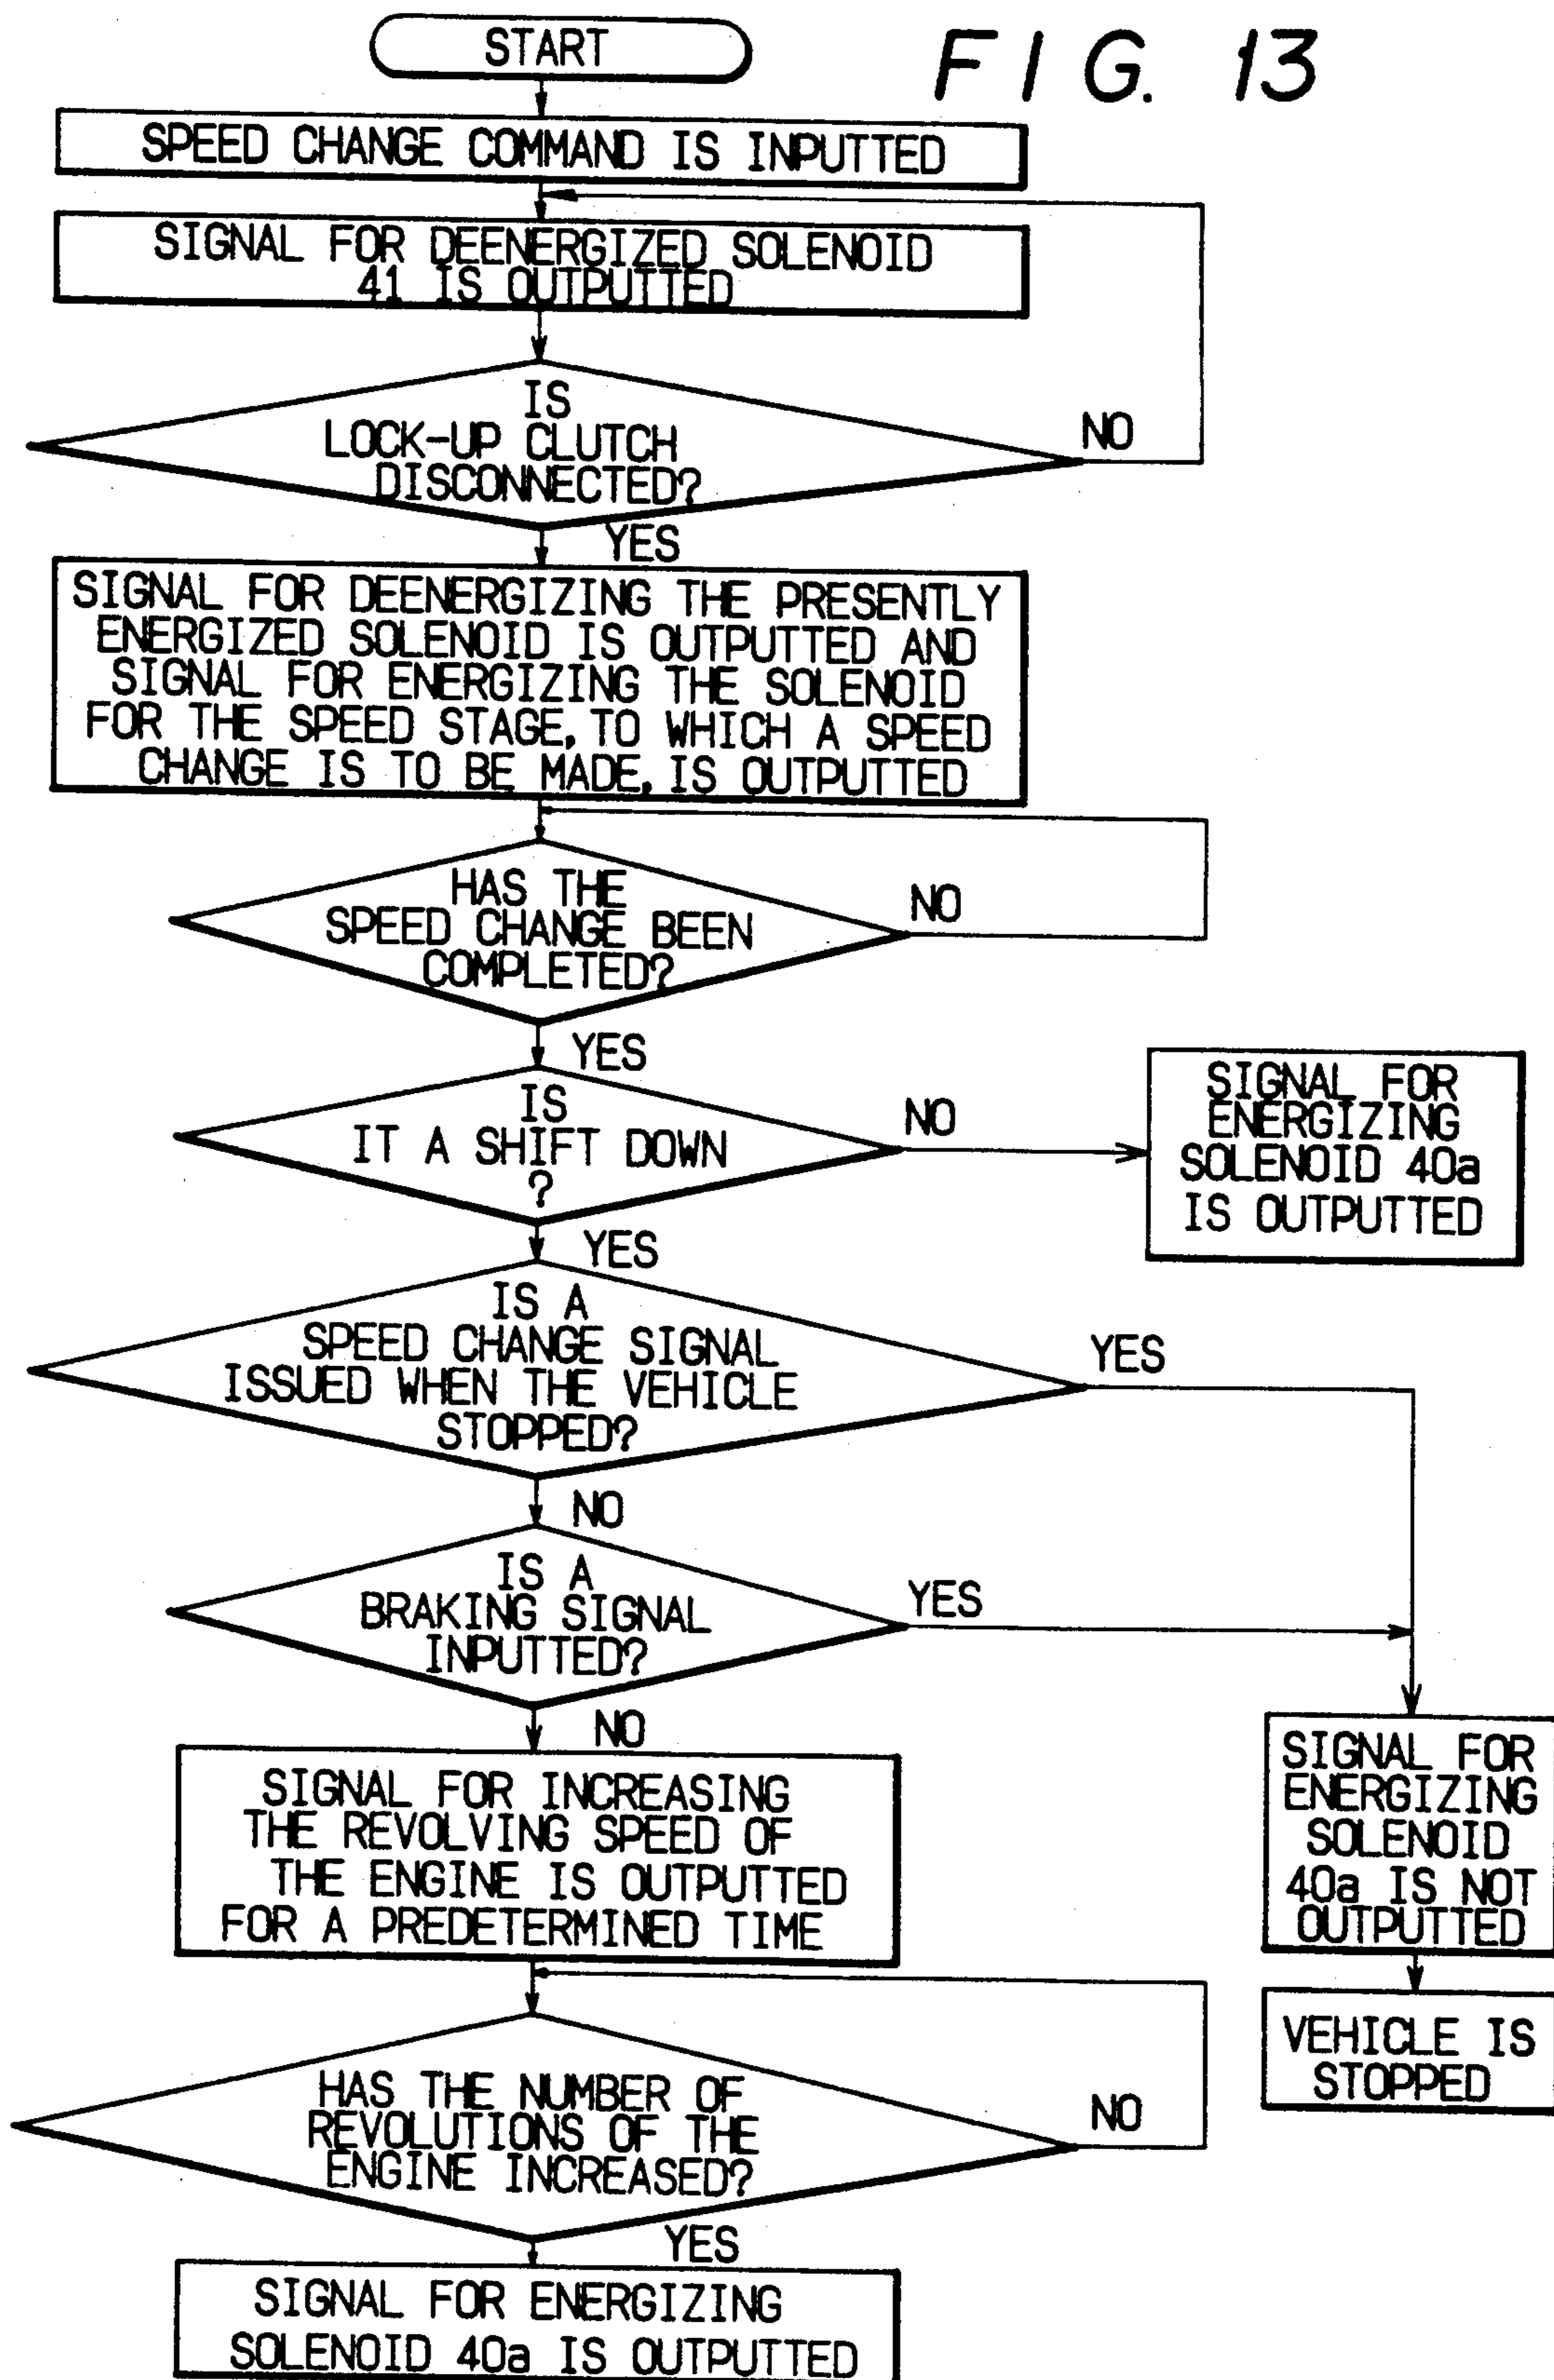 START
FIG. 13
SPEED CHANGE COMMAND IS INPUTTED
SIGNAL FOR DEENERGIZED SOLENOID
41 IS OUTPUTTED
IS
LOCK-UP CLUTCH
DISCONNECTED?
NO
YES
SIGNAL FOR DEENERGIZING THE PRESENTLY
ENERGIZED SOLENOID IS OUTPUTTED AND
SIGNAL FOR ENERGIZING THE SOLENOID
FOR THE SPEED STAGE, TO WHICH A SPEED
CHANGE IS TO BE MADE, IS OUTPUTTED
HAS THE
SPEED CHANGE BEEN
COMPLETED?
NO
YES
IS
IT A SHIFT DOWN
?
NO
SIGNAL FOR
ENERGIZING
SOLENOID 40a
IS OUTPUTTED
YES
IS A
SPEED CHANGE SIGNAL
ISSUED WHEN THE VEHICLE
STOPPED?
YES
NO
IS A
BRAKING SIGNAL
INPUTTED?
YES
NO
SIGNAL FOR
ENERGIZING
SOLENOID
40a IS NOT
OUTPUTTED
SIGNAL FOR INCREASING
THE REVOLVING SPEED OF
THE ENGINE IS OUTPUTTED
FOR A PREDETERMINED TIME
VEHICLE IS
STOPPED
HAS THE NUMBER OF
REVOLUTIONS OF THE
ENGINE INCREASED?
NO
YES
SIGNAL FOR ENERGIZING
SOLENOID 40a IS OUTPUTTED